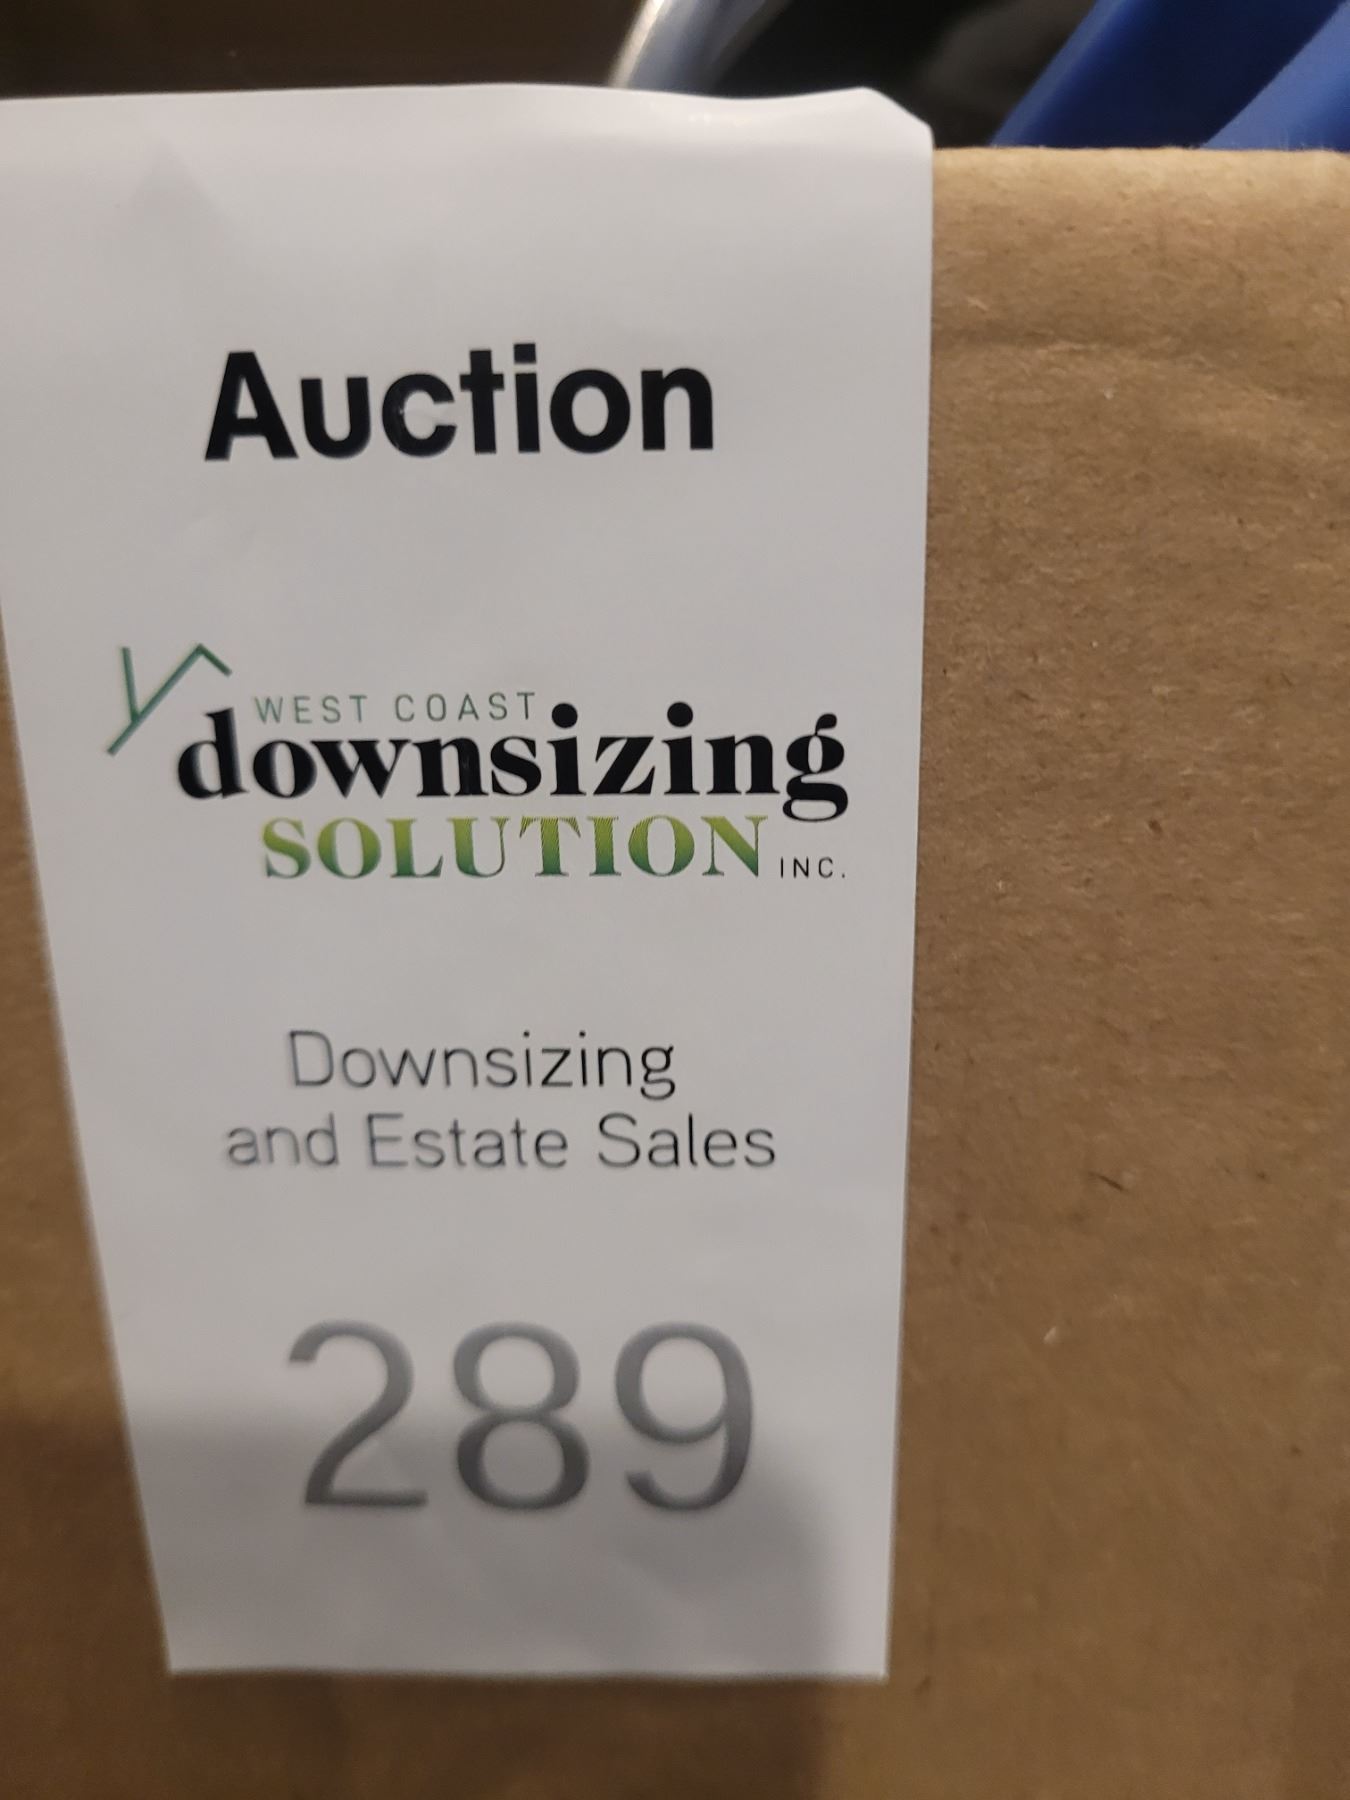 Auction
WEST COAST
downsizing
SOLUTION INC.
Downsizing
and Estate Sales
289